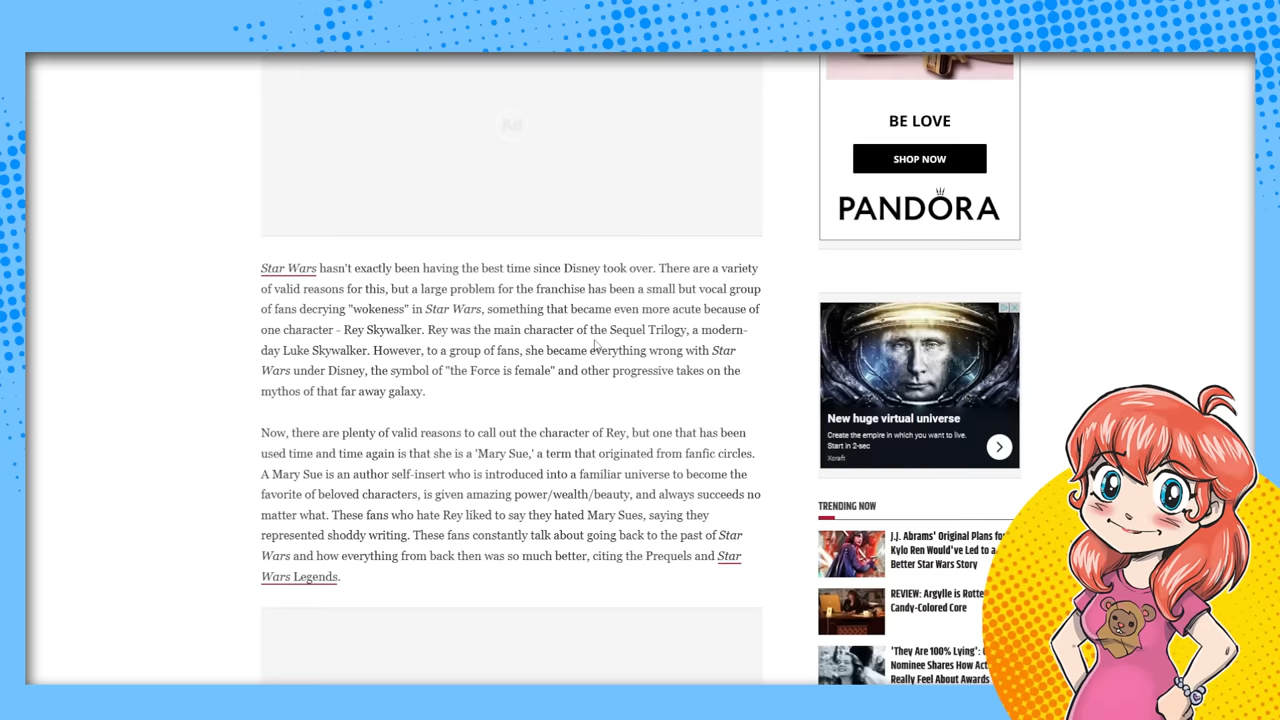 Ad
Star Wars hasn't exactly been having the best time since Disney took over. There are a variety
of valid reasons for this, but a large problem for the franchise has been a small but vocal group
of fans decrying "wokeness" in Star Wars, something that became even more acute because of
one character - Rey Skywalker. Rey was the main character of the Sequel Trilogy, a modern-
day Luke Skywalker. However, to a group of fans, she became everything wrong with Star
Wars under Disney, the symbol of "the Force is female" and other progressive takes on the
mythos of that far away galaxy.
Now, there are plenty of valid reasons to call out the character of Rey, but one that has been
used time and time again is that she is a 'Mary Sue,' a term that originated from fanfic circles.
A Mary Sue is an author self-insert who is introduced into a familiar universe to become the
favorite of beloved characters, is given amazing power/wealth/beauty, and always succeeds no
matter what. These fans who hate Rey liked to say they hated Mary Sues, saying they
represented shoddy writing. These fans constantly talk about going back to the past of Star
Wars and how everything from back then was so much better, citing the Prequels and Star
Wars Legends.
BE LOVE
SHOP NOW
PANDORA
New huge virtual universe
Create the empire in which you want to live.
Start in 2-sec
Xcraft
TRENDING NOW
J.J. Abrams' Original Plans for
Kylo Ren Would've Led to a
Better Star Wars Story
REVIEW: Argylle is Rotte
Candy-Colored Core
'They Are 100% Lying':
Nominee Shares How Act
Really Feel About Awards